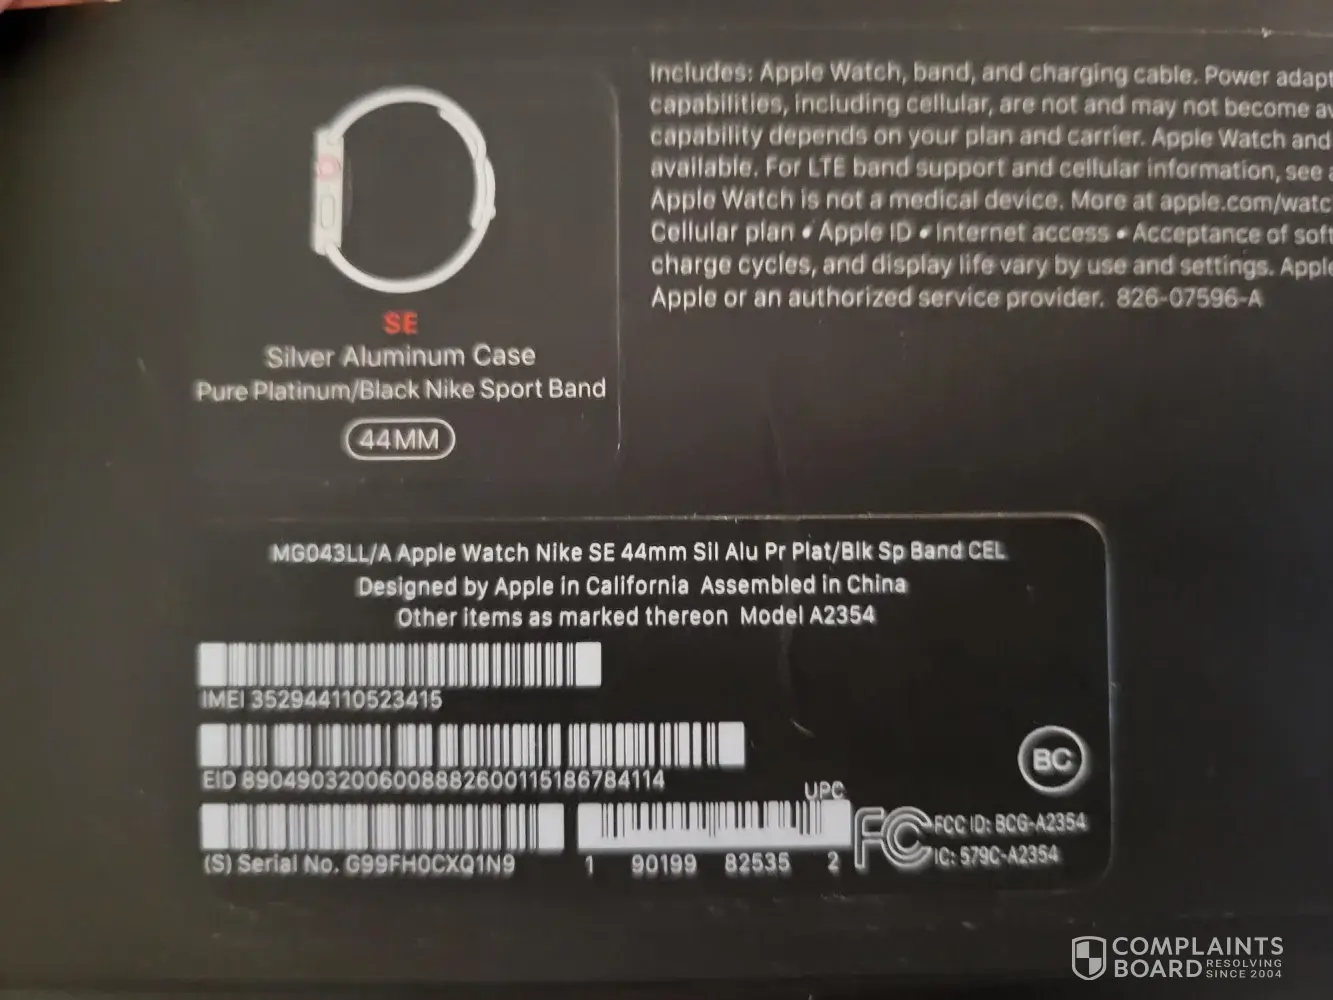 Includes: Apple Watch, band, and charging cable. Power adapt
capabilities, including cellular, are not and may not become av
capability depends on your plan and carrier. Apple Watch and
available. For LTE band support and cellular information, see a
Apple Watch is not a medical device. More at apple.com/watc
Cellular plan • Apple ID • Internet access • Acceptance of soft
charge cycles, and display life vary by use and settings. Apple
Apple or an authorized service provider. 826-07596-A
SE
Silver Aluminum Case
Pure Platinum/Black Nike Sport Band
44MM
MG043LL/A Apple Watch Nike SE 44mm Sil Alu Pr Plat/Blk Sp Band CEL
Designed by Apple in California Assembled in China
Other items as marked thereon Model A2354
IMEI 352944110523415
EID 89049032006008882600115186784114
UPC
(S) Serial No. G99FH0CXQ1N9
1 90199 82535 2
BC
FC
FCC ID: BCG-A2354
IC: 579C-A2354
COMPLAINTS
BOARD RESOLVING
SINCE 2004